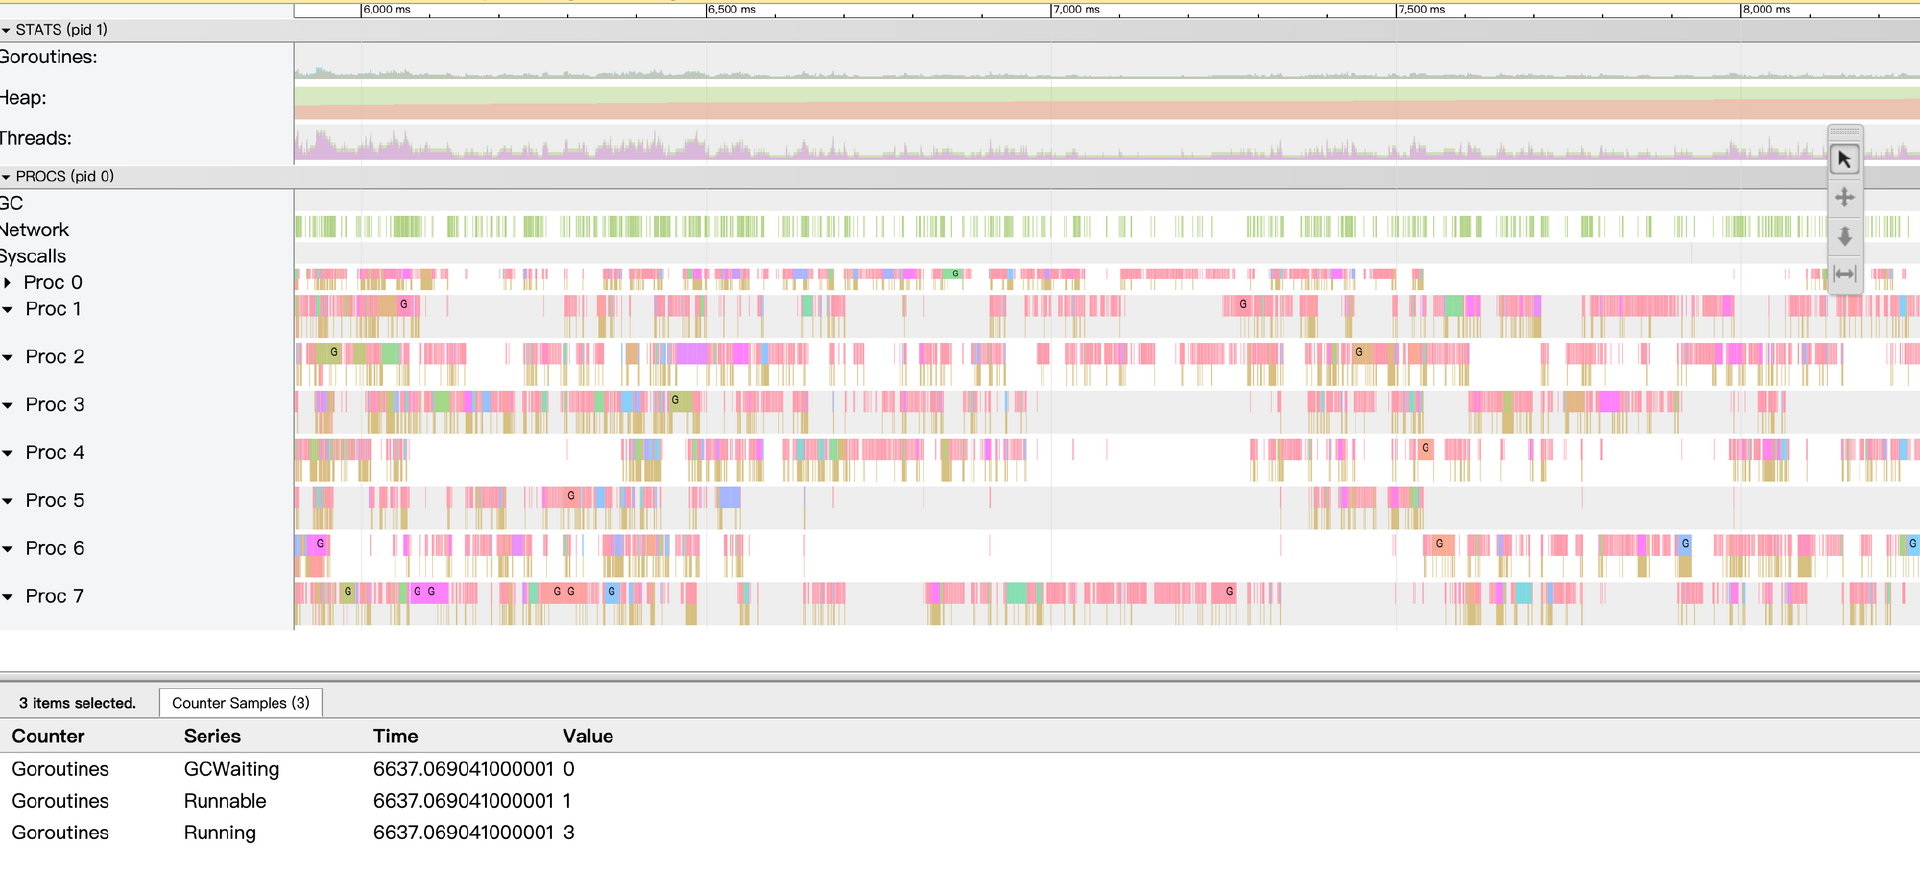 6,000 ms 6,500 ms 7,000 ms 7,500 ms 8,000 ms
STATS (pid 1)
Goroutines:
Heap:
Threads:
PROCS (pid 0)
GC
Network
Syscalls
Proc 0 G
Proc 1 G G
Proc 2 G G
Proc 3 G
Proc 4 G
Proc 5 G
Proc 6 G G G G
Proc 7 G G G G G G G
3 items selected. Counter Samples (3)
Counter Series Time Value
Goroutines GCWaiting 6637.069041000001 0
Goroutines Runnable 6637.069041000001 1
Goroutines Running 6637.069041000001 3